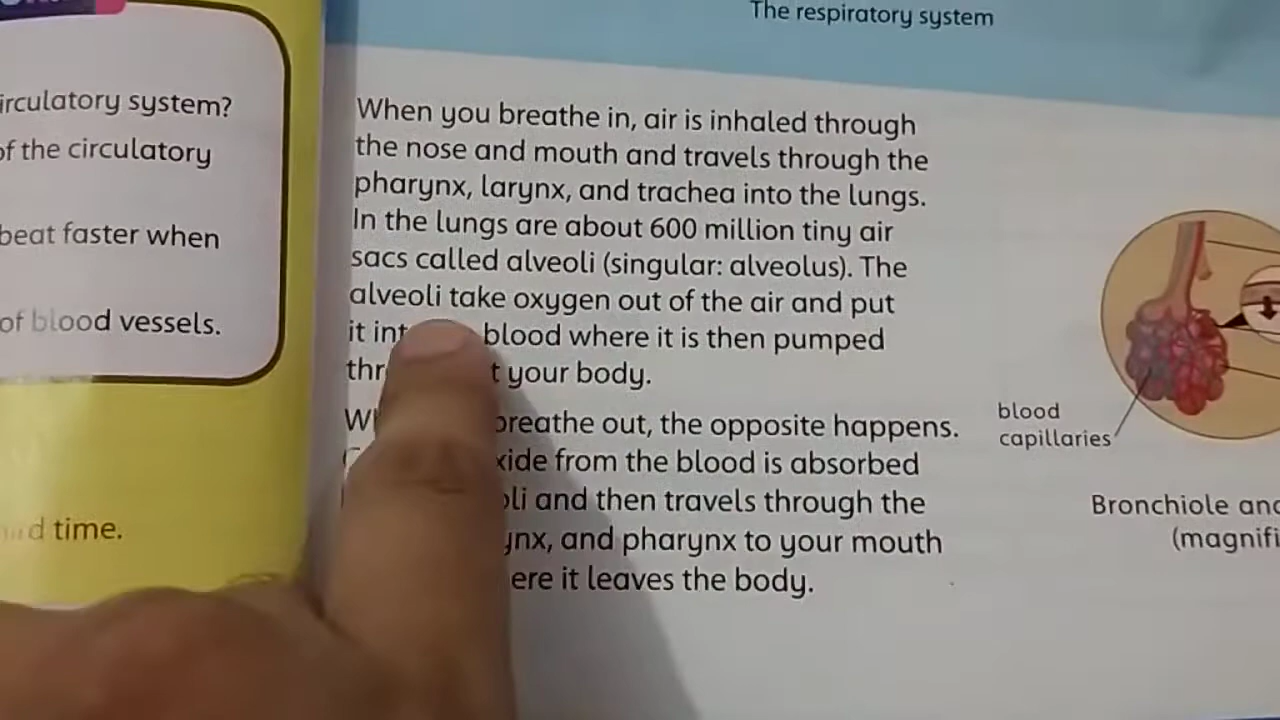 The respiratory system
irculatory system?
of the circulatory
beat faster when
of blood vessels.
time.
When you breathe in, air is inhaled through
the nose and mouth and travels through the
pharynx, larynx, and trachea into the lungs.
In the lungs are about 600 million tiny air
sacs called alveoli (singular: alveolus). The
alveoli take oxygen out of the air and put
it int blood where it is then pumped
thr t your body.
breathe out, the opposite happens.
xide from the blood is absorbed
oli and then travels through the
ynx, and pharynx to your mouth
ere it leaves the body.
blood
capillaries
Bronchiole and
(magnifi